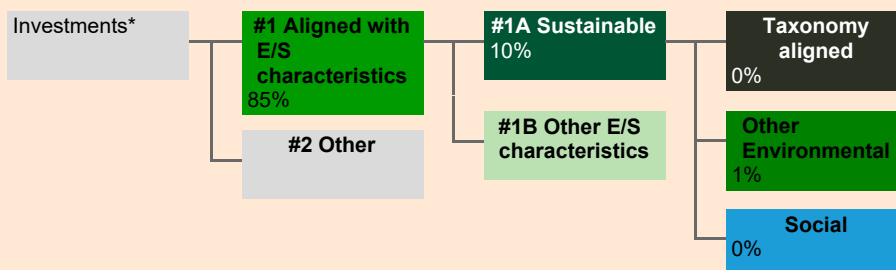 Investments*
#1 Aligned with
E/S
characteristics
85%
#2 Other
#1A Sustainable
10%
#1B Other E/S
characteristics
Taxonomy
aligned
0%
Other
Environmental
1%
Social
0%